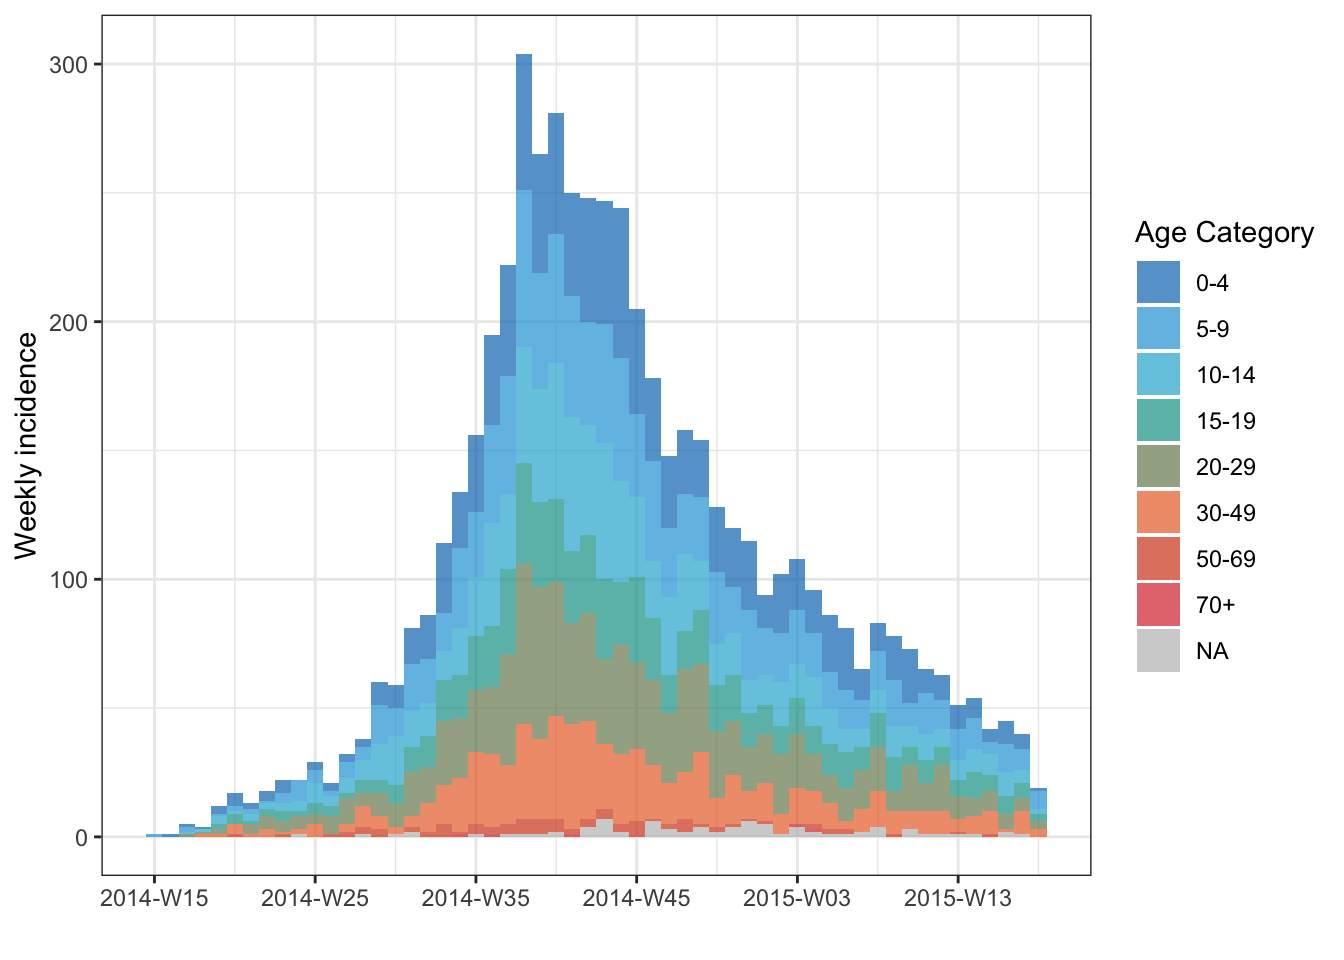 300
200
100
0
Weekly incidence
2014-W15
2014-W25
2014-W35
2014-W45
2015-W03
2015-W13
Age Category
0-4
5-9
10-14
15-19
20-29
30-49
50-69
70+
NA